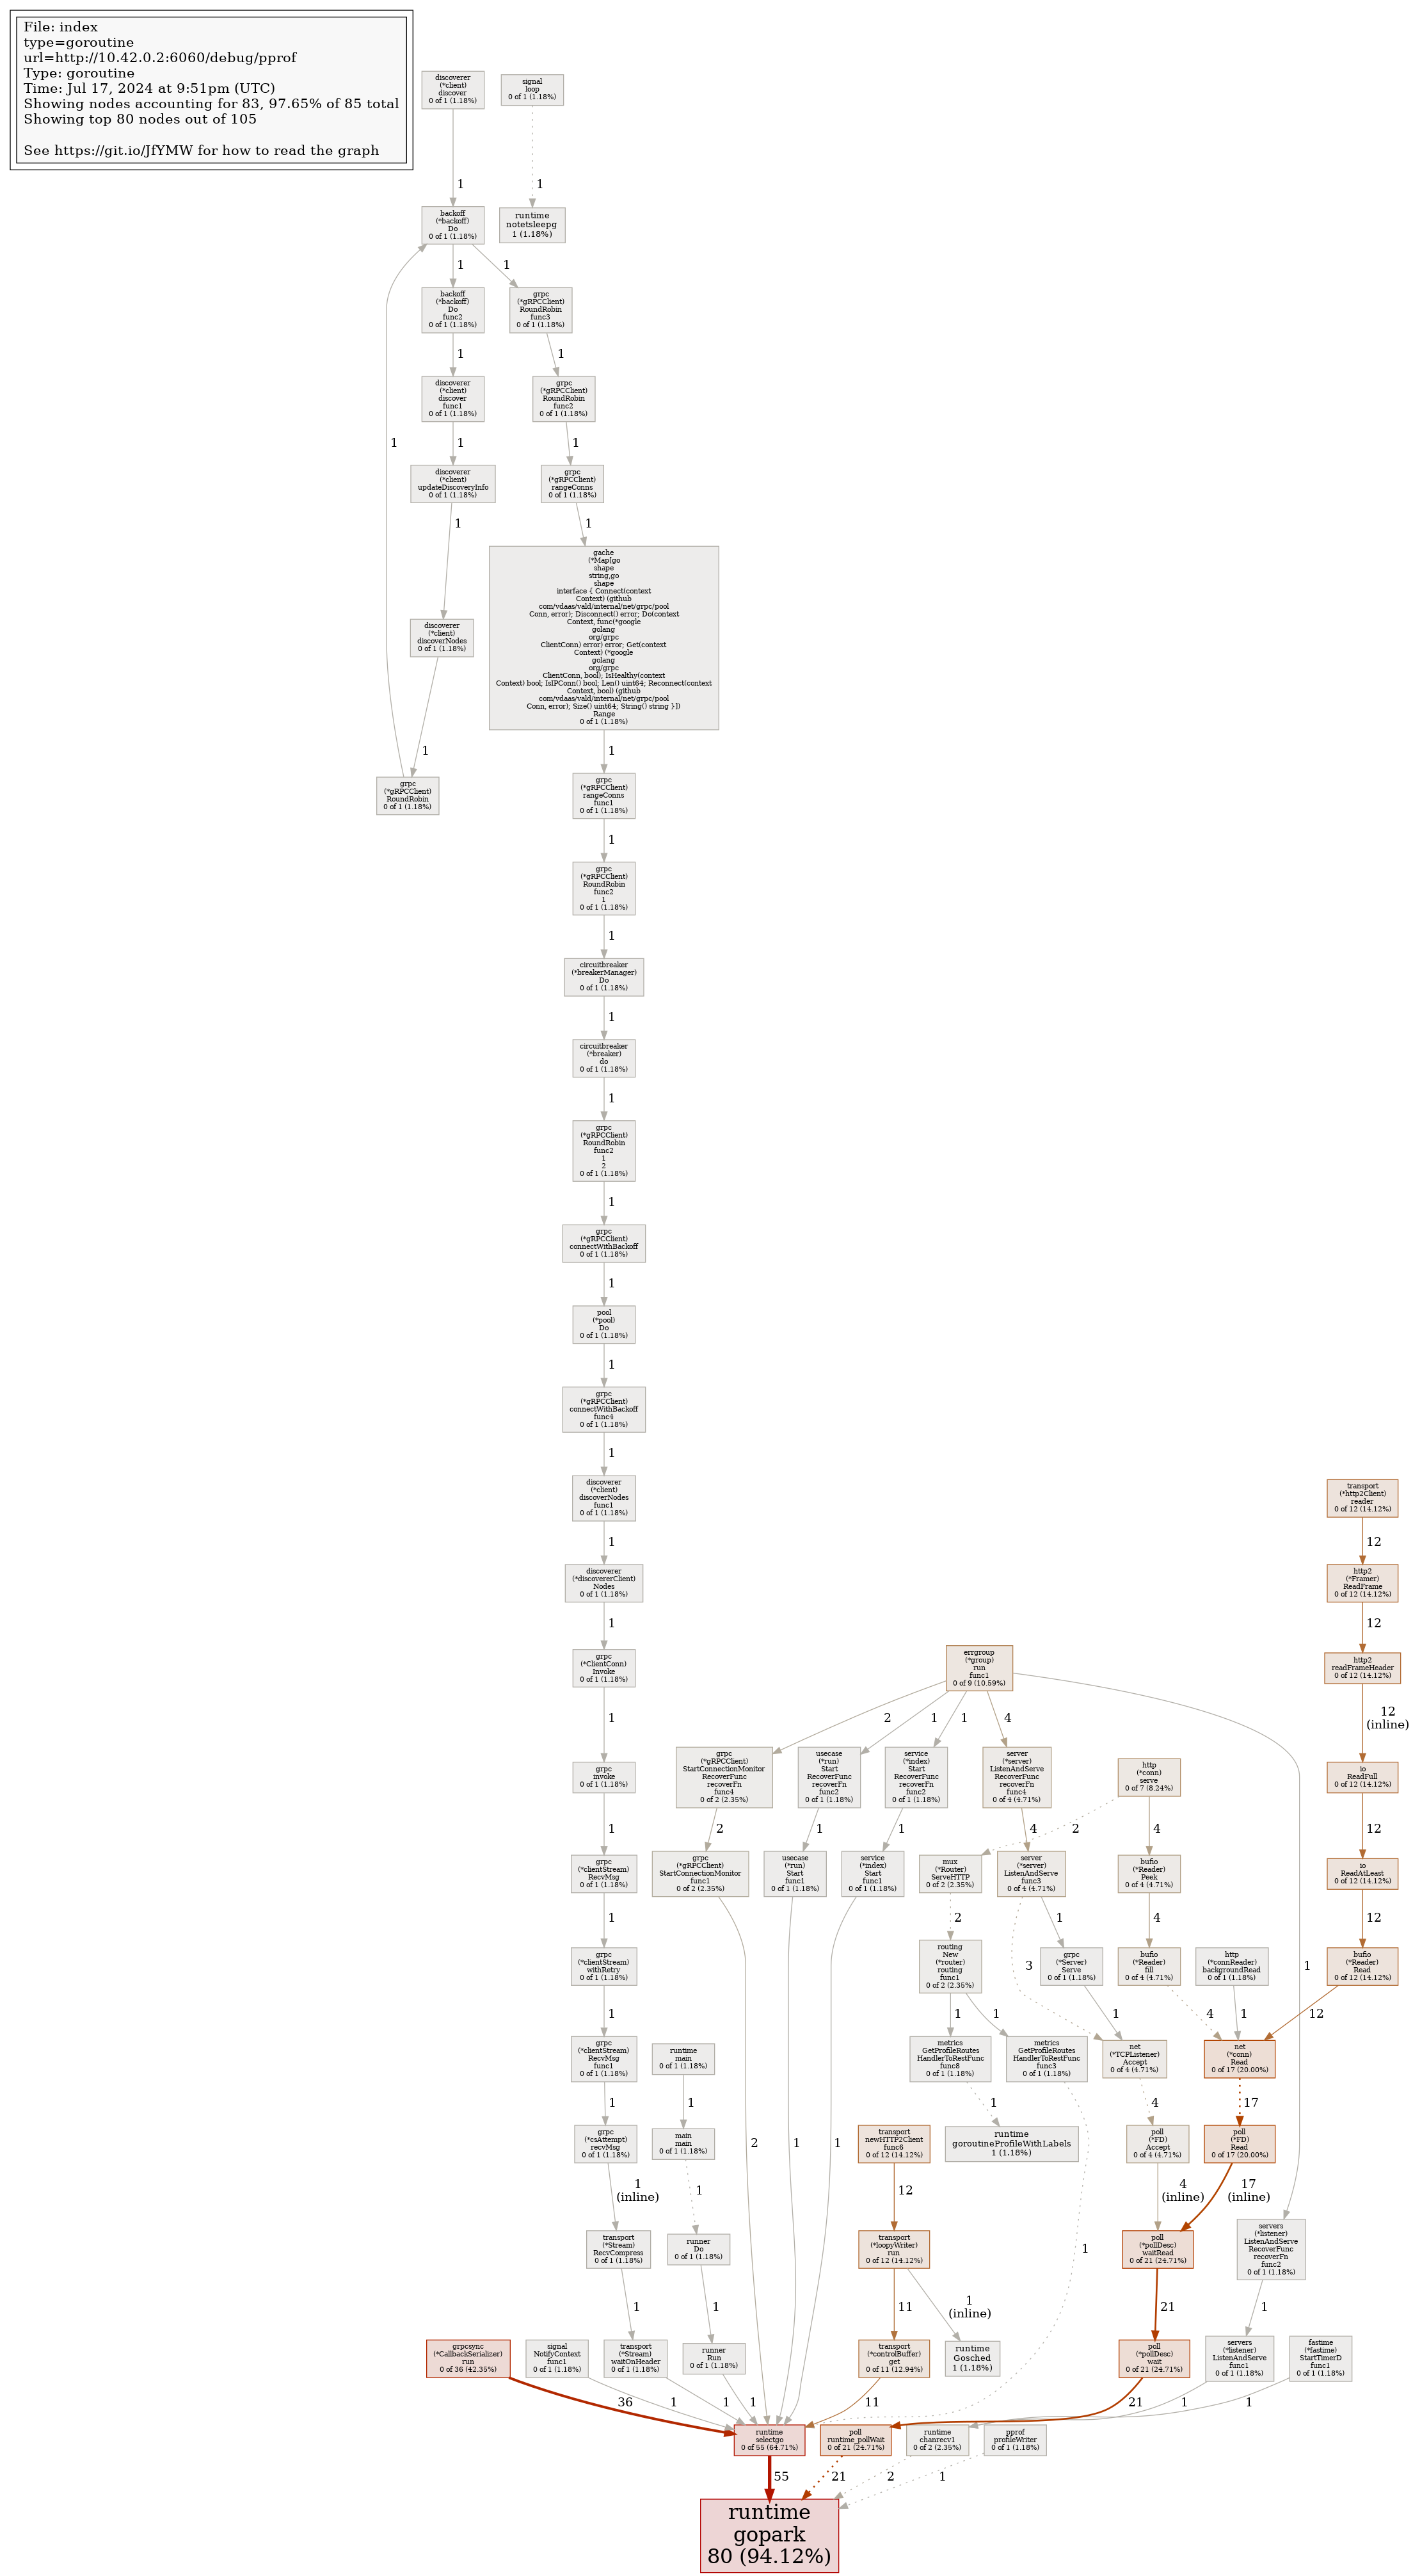 File: index
type=goroutine
url=http://10.42.0.2:6060/debug/pprof
Type: goroutine
Time: Jul 17, 2024 at 9:51pm (UTC)
Showing nodes accounting for 83, 97.65% of 85 total
Showing top 80 nodes out of 105
See https://git.io/JfYMW for how to read the graph
discoverer
(*client)
discover
0 of 1 (1.18%)
signal
loop
0 of 1 (1.18%)
1
1
backoff
(*backoff)
Do
0 of 1 (1.18%)
runtime
notetsleepg
1 (1.18%)
1
1
backoff
(*backoff)
Do
func2
0 of 1 (1.18%)
grpc
(*gRPCClient)
RoundRobin
func3
0 of 1 (1.18%)
1
1
discoverer
(*client)
discover
func1
0 of 1 (1.18%)
grpc
(*gRPCClient)
RoundRobin
func2
0 of 1 (1.18%)
1
1
1
discoverer
(*client)
updateDiscoveryInfo
0 of 1 (1.18%)
grpc
(*gRPCClient)
rangeConns
0 of 1 (1.18%)
1
1
gache
(*Map[go
shape
string,go
shape
interface { Connect(context
Context) (github
com/vdaas/vald/internal/net/grpc/pool
Conn, error); Disconnect() error; Do(context
Context, func(*google
golang
org/grpc
ClientConn) error) error; Get(context
Context) (*google
golang
org/grpc
ClientConn, bool); IsHealthy(context
Context) bool; IsIPConn() bool; Len() uint64; Reconnect(context
Context, bool) (github
com/vdaas/vald/internal/net/grpc/pool
Conn, error); Size() uint64; String() string }])
Range
0 of 1 (1.18%)
discoverer
(*client)
discoverNodes
0 of 1 (1.18%)
1
1
grpc
(*gRPCClient)
RoundRobin
0 of 1 (1.18%)
grpc
(*gRPCClient)
rangeConns
func1
0 of 1 (1.18%)
1
grpc
(*gRPCClient)
RoundRobin
func2
1
0 of 1 (1.18%)
1
circuitbreaker
(*breakerManager)
Do
0 of 1 (1.18%)
1
circuitbreaker
(*breaker)
do
0 of 1 (1.18%)
1
grpc
(*gRPCClient)
RoundRobin
func2
1
2
0 of 1 (1.18%)
1
grpc
(*gRPCClient)
connectWithBackoff
0 of 1 (1.18%)
1
pool
(*pool)
Do
0 of 1 (1.18%)
1
grpc
(*gRPCClient)
connectWithBackoff
func4
0 of 1 (1.18%)
1
discoverer
(*client)
discoverNodes
func1
0 of 1 (1.18%)
transport
(*http2Client)
reader
0 of 12 (14.12%)
1
12
discoverer
(*discovererClient)
Nodes
0 of 1 (1.18%)
http2
(*Framer)
ReadFrame
0 of 12 (14.12%)
1
12
grpc
(*ClientConn)
Invoke
0 of 1 (1.18%)
errgroup
(*group)
run
func1
0 of 9 (10.59%)
http2
readFrameHeader
0 of 12 (14.12%)
1
2
1
1
4
1
12
(inline)
grpc
invoke
0 of 1 (1.18%)
grpc
(*gRPCClient)
StartConnectionMonitor
RecoverFunc
recoverFn
func4
0 of 2 (2.35%)
usecase
(*run)
Start
RecoverFunc
recoverFn
func2
0 of 1 (1.18%)
service
(*index)
Start
RecoverFunc
recoverFn
func2
0 of 1 (1.18%)
server
(*server)
ListenAndServe
RecoverFunc
recoverFn
func4
0 of 4 (4.71%)
http
(*conn)
serve
0 of 7 (8.24%)
io
ReadFull
0 of 12 (14.12%)
1
2
1
1
4
2
4
12
grpc
(*clientStream)
RecvMsg
0 of 1 (1.18%)
grpc
(*gRPCClient)
StartConnectionMonitor
func1
0 of 2 (2.35%)
usecase
(*run)
Start
func1
0 of 1 (1.18%)
service
(*index)
Start
func1
0 of 1 (1.18%)
mux
(*Router)
ServeHTTP
0 of 2 (2.35%)
server
(*server)
ListenAndServe
func3
0 of 4 (4.71%)
bufio
(*Reader)
Peek
0 of 4 (4.71%)
io
ReadAtLeast
0 of 12 (14.12%)
1
2
1
4
12
grpc
(*clientStream)
withRetry
0 of 1 (1.18%)
routing
New
(*router)
routing
func1
0 of 2 (2.35%)
3
grpc
(*Server)
Serve
0 of 1 (1.18%)
bufio
(*Reader)
fill
0 of 4 (4.71%)
http
(*connReader)
backgroundRead
0 of 1 (1.18%)
bufio
(*Reader)
Read
0 of 12 (14.12%)
1
1
1
1
4
1
12
grpc
(*clientStream)
RecvMsg
func1
0 of 1 (1.18%)
runtime
main
0 of 1 (1.18%)
metrics
GetProfileRoutes
HandlerToRestFunc
func8
0 of 1 (1.18%)
metrics
GetProfileRoutes
HandlerToRestFunc
func3
0 of 1 (1.18%)
net
(*TCPListener)
Accept
0 of 4 (4.71%)
net
(*conn)
Read
0 of 17 (20.00%)
1
1
1
4
17
grpc
(*csAttempt)
recvMsg
0 of 1 (1.18%)
main
main
0 of 1 (1.18%)
2
1
1
transport
newHTTP2Client
func6
0 of 12 (14.12%)
runtime
goroutineProfileWithLabels
1 (1.18%)
poll
(*FD)
Accept
0 of 4 (4.71%)
poll
(*FD)
Read
0 of 17 (20.00%)
1
(inline)
1
12
4
(inline)
17
(inline)
transport
(*Stream)
RecvCompress
0 of 1 (1.18%)
runner
Do
0 of 1 (1.18%)
transport
(*loopyWriter)
run
0 of 12 (14.12%)
1
poll
(*pollDesc)
waitRead
0 of 21 (24.71%)
servers
(*listener)
ListenAndServe
RecoverFunc
recoverFn
func2
0 of 1 (1.18%)
1
1
11
1
(inline)
21
1
grpcsync
(*CallbackSerializer)
run
0 of 36 (42.35%)
signal
NotifyContext
func1
0 of 1 (1.18%)
transport
(*Stream)
waitOnHeader
0 of 1 (1.18%)
runner
Run
0 of 1 (1.18%)
transport
(*controlBuffer)
get
0 of 11 (12.94%)
runtime
Gosched
1 (1.18%)
poll
(*pollDesc)
wait
0 of 21 (24.71%)
servers
(*listener)
ListenAndServe
func1
0 of 1 (1.18%)
fastime
(*fastime)
StartTimerD
func1
0 of 1 (1.18%)
36
1
1
1
11
21
1
1
runtime
selectgo
0 of 55 (64.71%)
poll
runtime_pollWait
0 of 21 (24.71%)
runtime
chanrecv1
0 of 2 (2.35%)
pprof
profileWriter
0 of 1 (1.18%)
55
21
2
1
runtime
gopark
80 (94.12%)